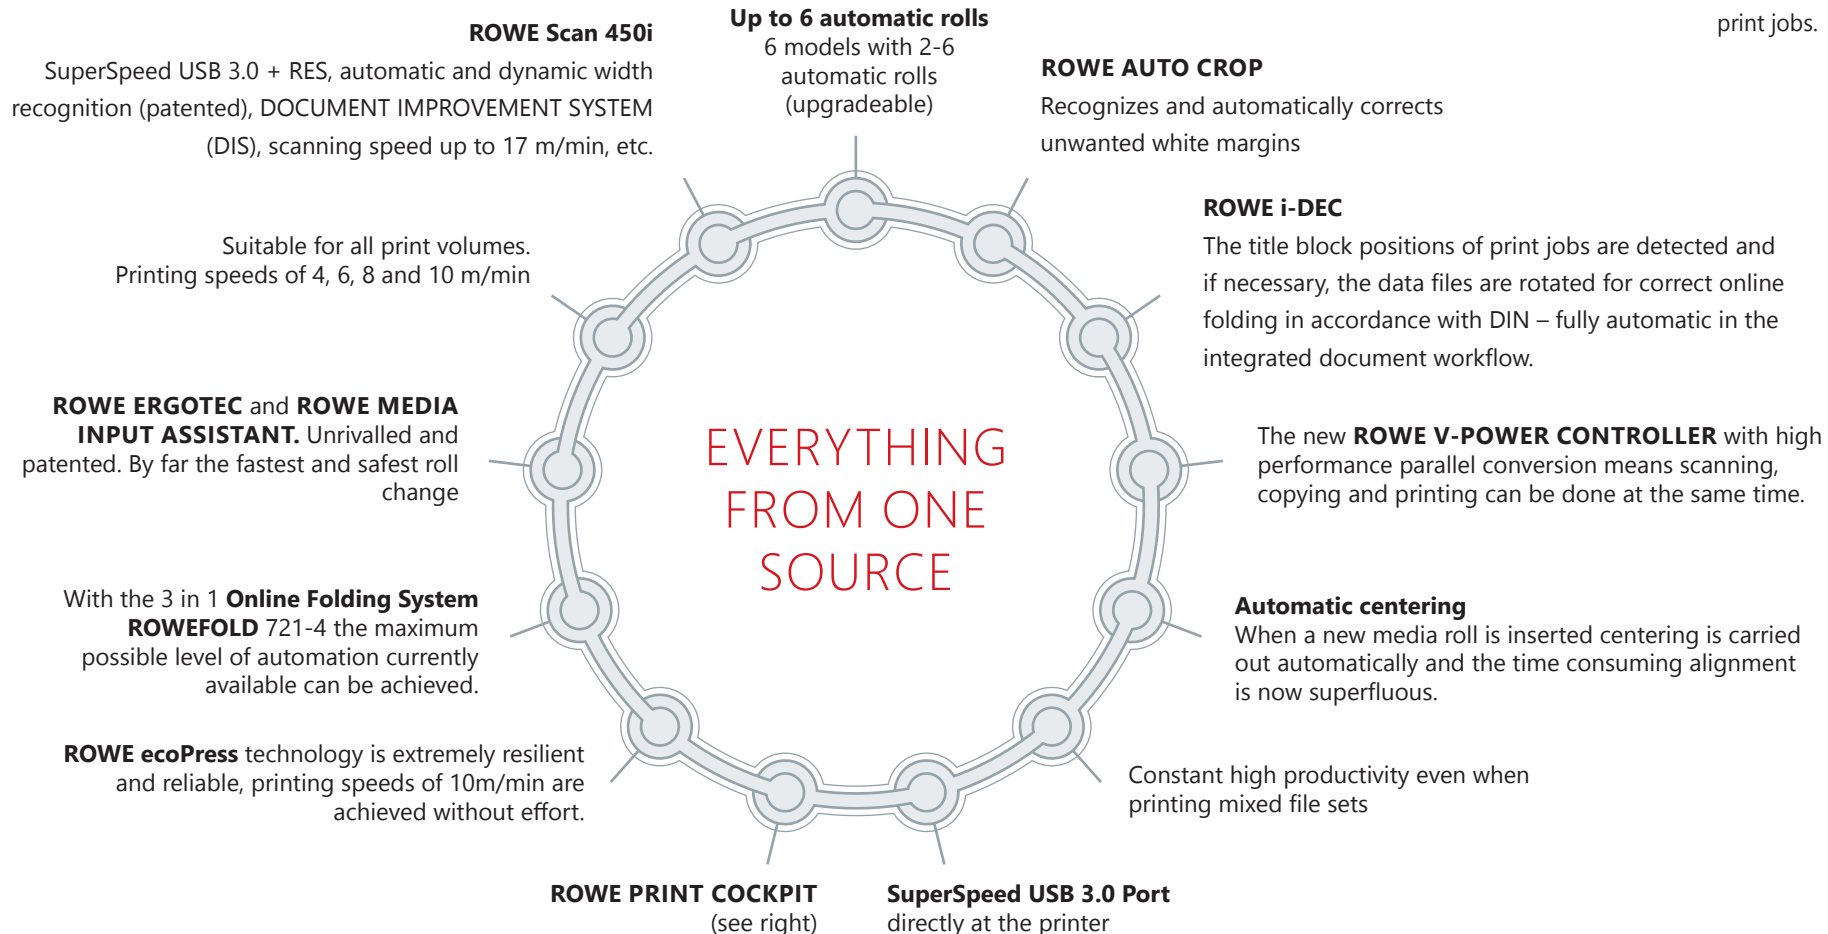 print jobs.
Up to 6 automatic rolls
6 models with 2-6
automatic rolls
(upgradeable)
ROWE AUTO CROP
Recognizes and automatically corrects
unwanted white margins
ROWE i-DEC
The title block positions of print jobs are detected and
if necessary, the data files are rotated for correct online
folding in accordance with DIN – fully automatic in the
integrated document workflow.
The new ROWE V-POWER CONTROLLER with high
performance parallel conversion means scanning,
copying and printing can be done at the same time.
Automatic centering
When a new media roll is inserted centering is carried
out automatically and the time consuming alignment
is now superfluous.
Constant high productivity even when
printing mixed file sets
SuperSpeed USB 3.0 Port
directly at the printer
ROWE PRINT COCKPIT
(see right)
ROWE ecoPress technology is extremely resilient
and reliable, printing speeds of 10m/min are
achieved without effort.
With the 3 in 1 Online Folding System
ROWEFOLD 721-4 the maximum
possible level of automation currently
available can be achieved.
ROWE ERGOTEC and ROWE MEDIA
INPUT ASSISTANT. Unrivalled and
patented. By far the fastest and safest roll
change
Suitable for all print volumes.
Printing speeds of 4, 6, 8 and 10 m/min
ROWE Scan 450i
SuperSpeed USB 3.0 + RES, automatic and dynamic width
recognition (patented), DOCUMENT IMPROVEMENT SYSTEM
(DIS), scanning speed up to 17 m/min, etc.
EVERYTHING
FROM ONE
SOURCE